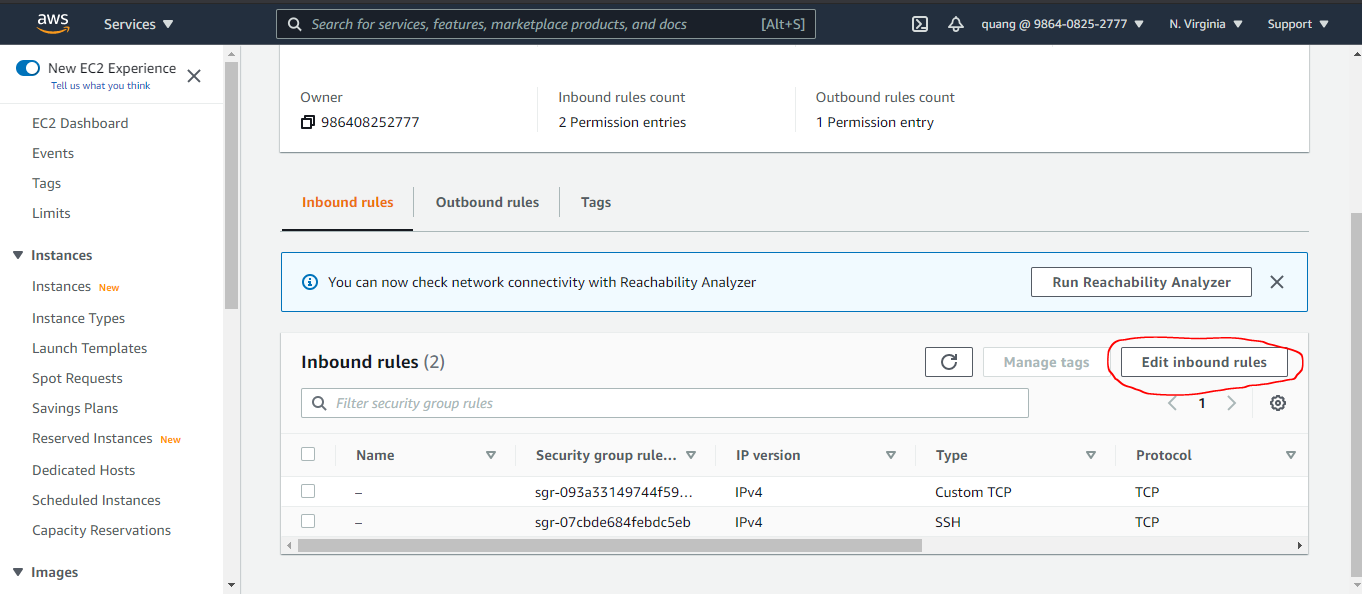 aws
Services
Search for services, features, marketplace products, and docs [Alt+S]
quang @ 9864-0825-2777
N. Virginia
Support
New EC2 Experience
Tell us what you think
EC2 Dashboard
Events
Tags
Limits
Instances
Instances New
Instance Types
Launch Templates
Spot Requests
Savings Plans
Reserved Instances New
Dedicated Hosts
Scheduled Instances
Capacity Reservations
Images
Owner
986408252777
Inbound rules count
2 Permission entries
Outbound rules count
1 Permission entry
Inbound rules
Outbound rules
Tags
You can now check network connectivity with Reachability Analyzer
Run Reachability Analyzer
Inbound rules (2)
Manage tags
Edit inbound rules
Filter security group rules
1
Name Security group rule... IP version Type Protocol
– sgr-093a33149744f59... IPv4 Custom TCP TCP
– sgr-07cbde684febdc5eb IPv4 SSH TCP